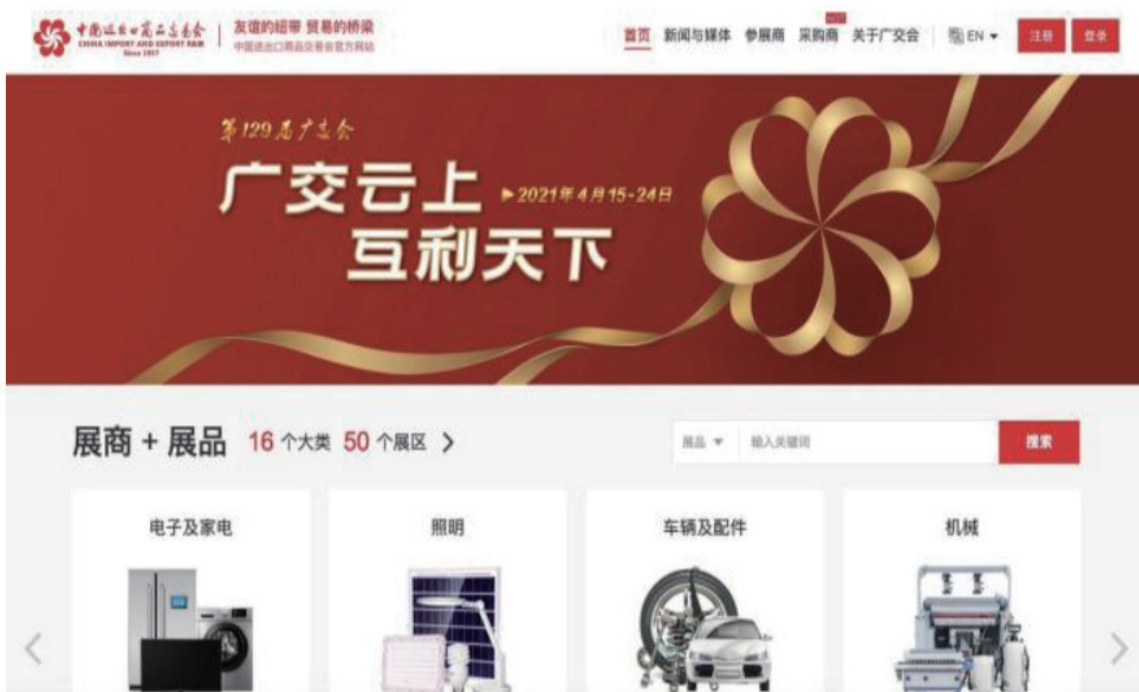 中国进出口商品交易会
CHINA IMPORT AND EXPORT FAIR
Since 1957
友谊的纽带 贸易的桥梁
中国进出口商品交易会官方网站
首页 新闻与媒体 参展商 采购商 关于广交会
HOT
EN
注册 登录
第129届广交会
广交云上
▶2021年4月15-24日
互利天下
展商 + 展品 16 个大类 50 个展区
展品 输入关键词 搜索
电子及家电 照明 车辆及配件 机械